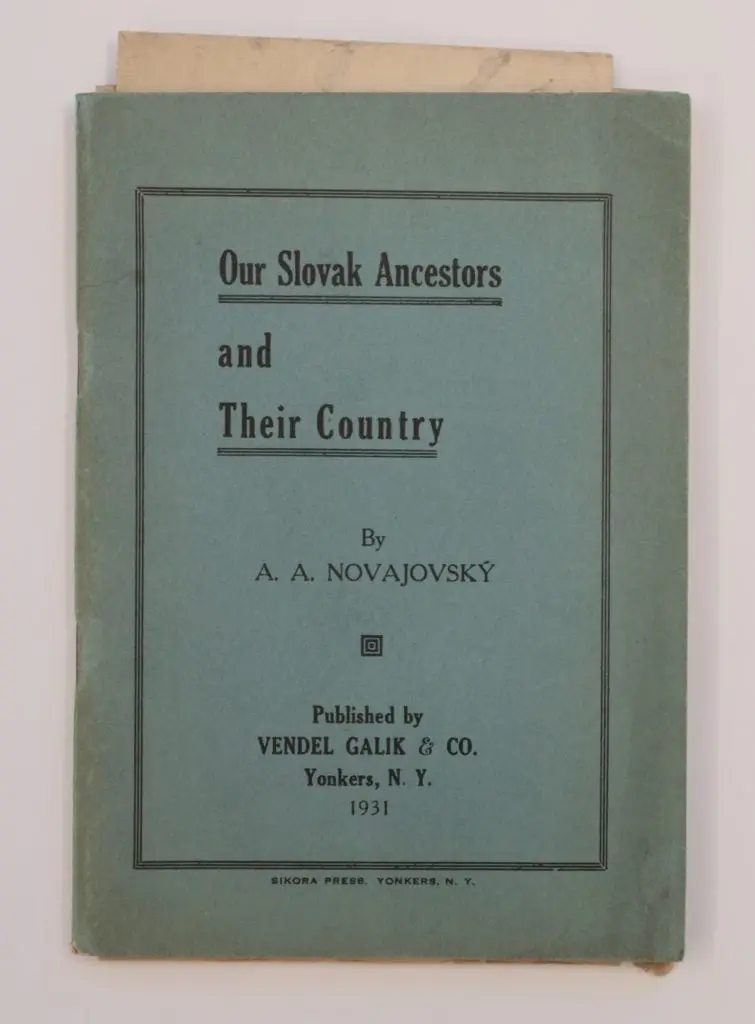 Our Slovak Ancestors
and
Their Country
By
A. A. NOVAJOVSKÝ
Published by
VENDEL GALIK & CO.
Yonkers, N. Y.
1931
SIKORA PRESS, YONKERS, N. Y.